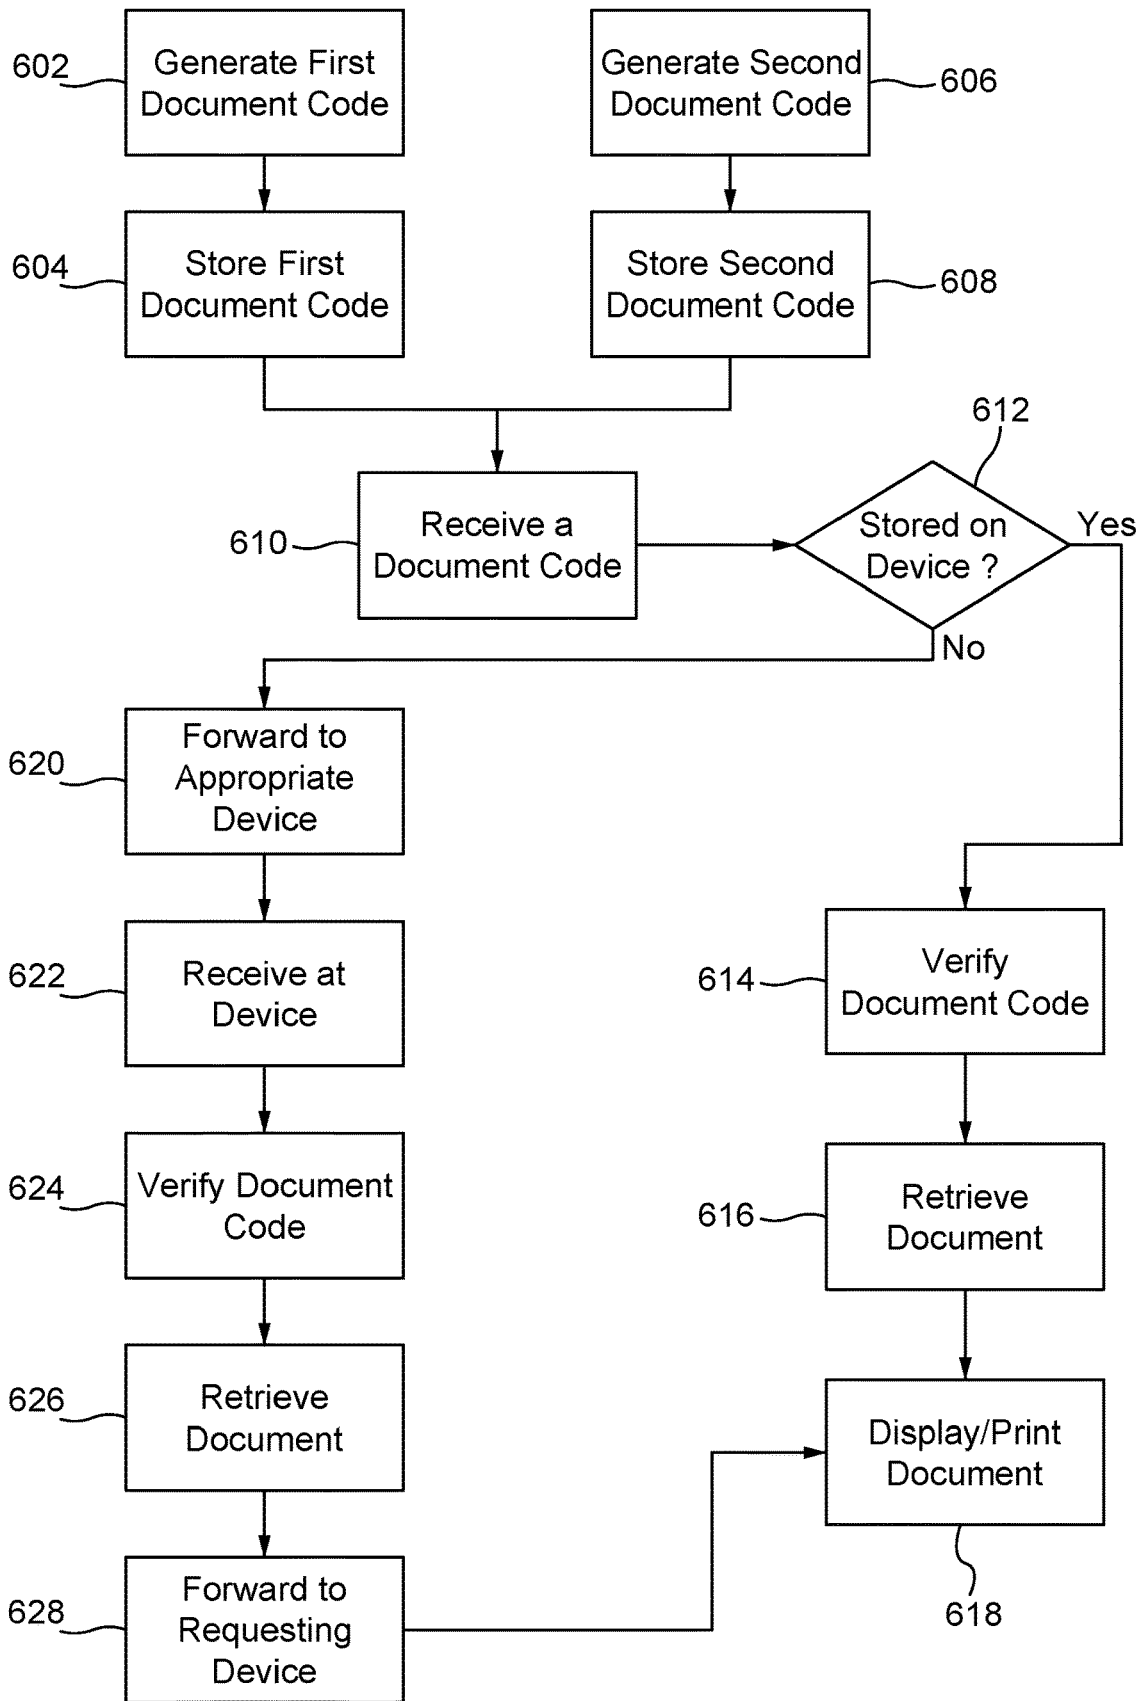 602
Generate First
Document Code
Generate Second
Document Code
606
604
Store First
Document Code
Store Second
Document Code
608
612
610
Receive a
Document Code
Stored on
Device ?
Yes
No
620
Forward to
Appropriate
Device
622
Receive at
Device
614
Verify
Document Code
624
Verify Document
Code
616
Retrieve
Document
626
Retrieve
Document
Display/Print
Document
618
628
Forward to
Requesting
Device